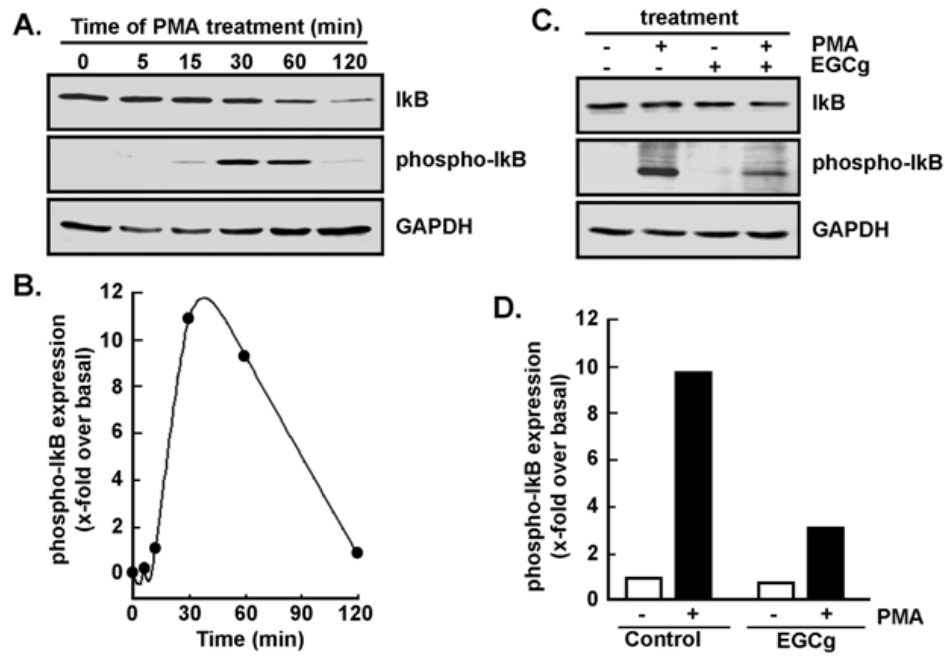 A.
Time of PMA treatment (min)
0 5 15 30 60 120
IkB
phospho-IkB
GAPDH
B.
phospho-IkB expression
(x-fold over basal)
12
10
8
6
4
2
0
0 30 60 90 120
Time (min)
C.
treatment
- + - + PMA
- - + + EGCg
IkB
phospho-IkB
GAPDH
D.
phospho-IkB expression
(x-fold over basal)
12
10
8
6
4
2
0
- + - + PMA
Control EGCg